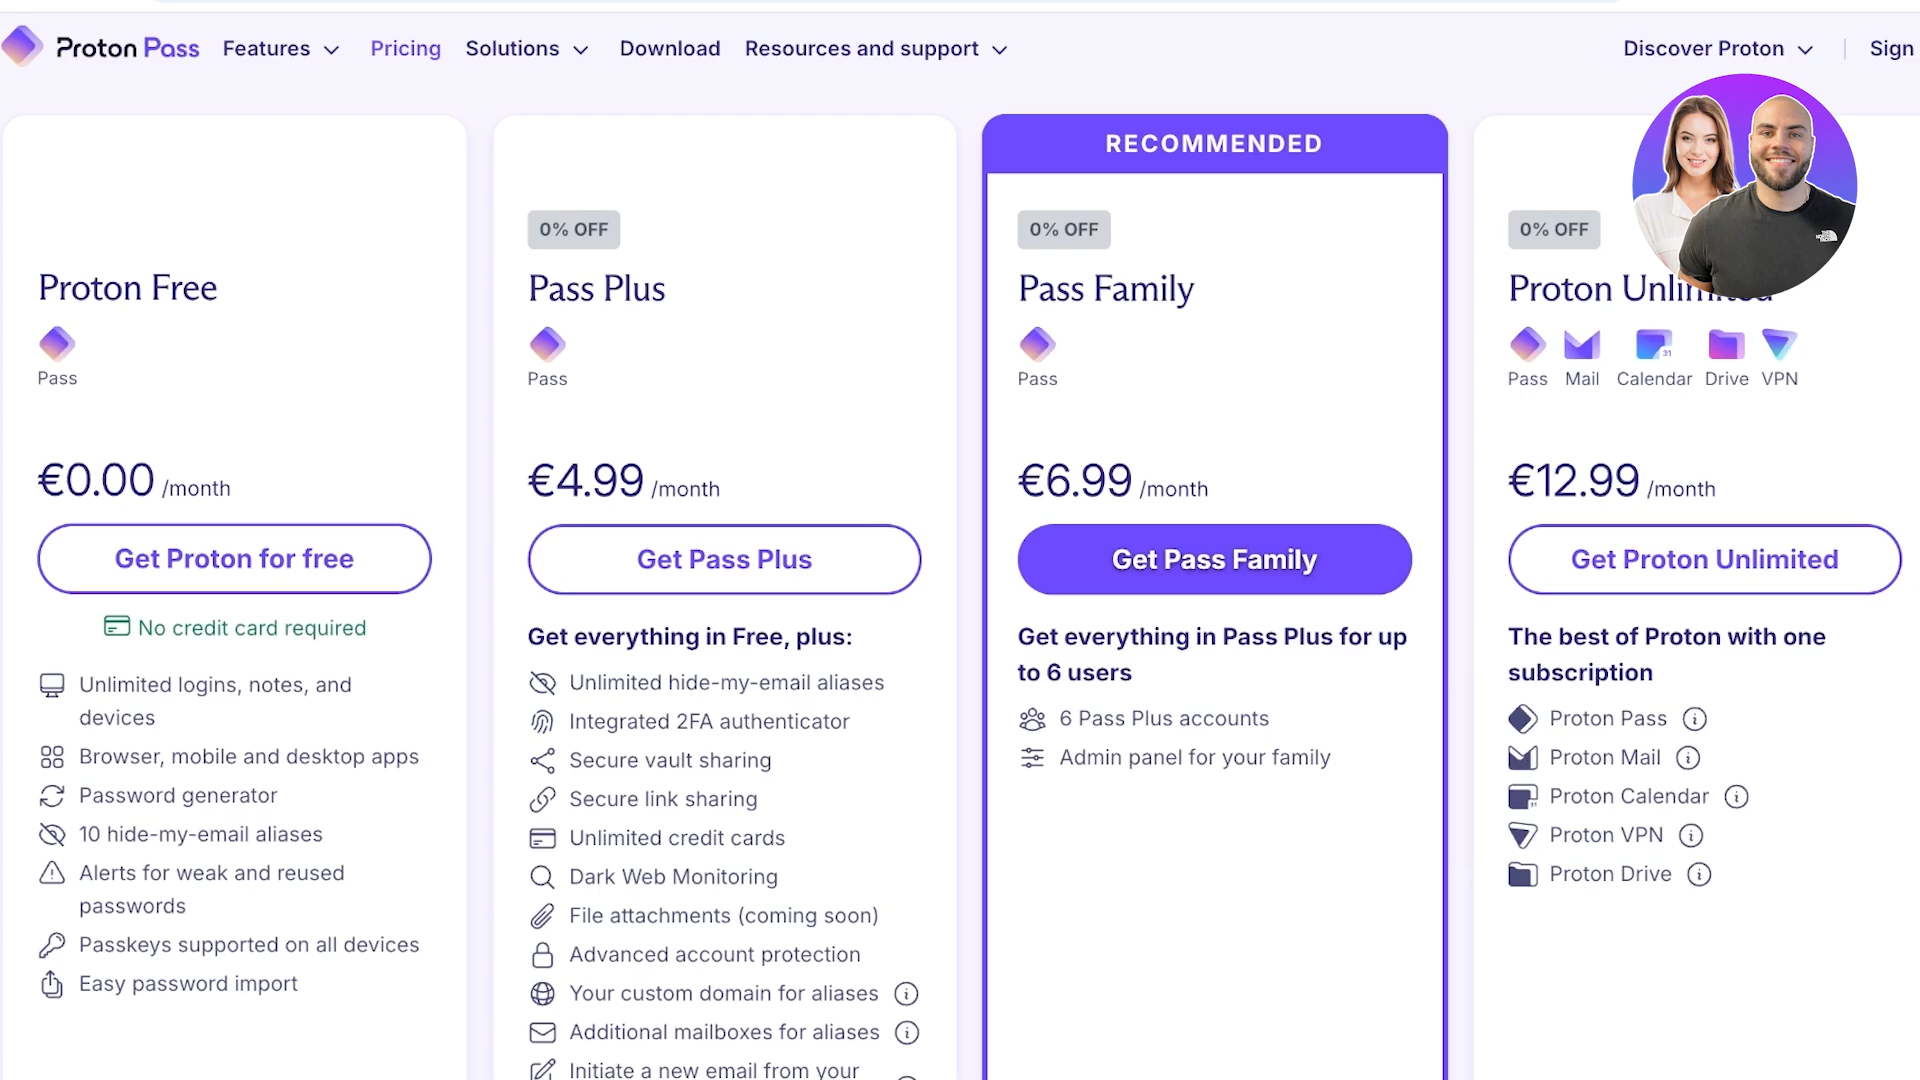 Proton Pass
Features
Pricing
Solutions
Download
Resources and support
Discover Proton
Sign
Proton Free
Pass
€0.00 /month
Get Proton for free
No credit card required
Unlimited logins, notes, and
devices
Browser, mobile and desktop apps
Password generator
10 hide-my-email aliases
Alerts for weak and reused
passwords
Passkeys supported on all devices
Easy password import
0% OFF
Pass Plus
Pass
€4.99 /month
Get Pass Plus
Get everything in Free, plus:
Unlimited hide-my-email aliases
Integrated 2FA authenticator
Secure vault sharing
Secure link sharing
Unlimited credit cards
Dark Web Monitoring
File attachments (coming soon)
Advanced account protection
Your custom domain for aliases
Additional mailboxes for aliases
Initiate a new email from your
RECOMMENDED
0% OFF
Pass Family
Pass
€6.99 /month
Get Pass Family
Get everything in Pass Plus for up
to 6 users
6 Pass Plus accounts
Admin panel for your family
0% OFF
Proton Unlimited
Pass Mail Calendar Drive VPN
31
€12.99 /month
Get Proton Unlimited
The best of Proton with one
subscription
Proton Pass
Proton Mail
Proton Calendar
Proton VPN
Proton Drive
THE
NORTH
FACE